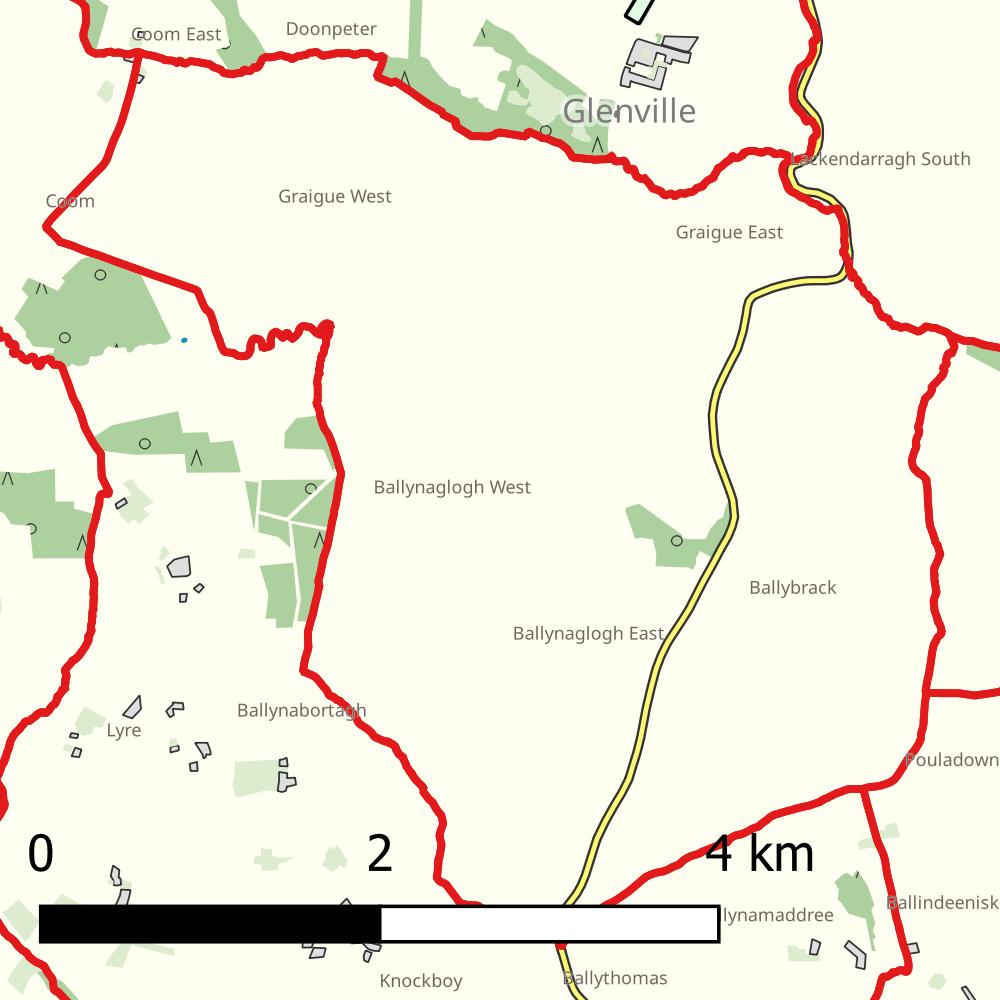 Coom East
Doonpeter
Glenville
Lackendarragh South
Coom
Graigue West
Graigue East
Ballynaglogh West
Ballybrack
Ballynaglogh East
Ballynabortagh
Lyre
Pouladown
0 2 4 km
Ballindeenisk
lynamaddree
Knockboy
Ballythomas